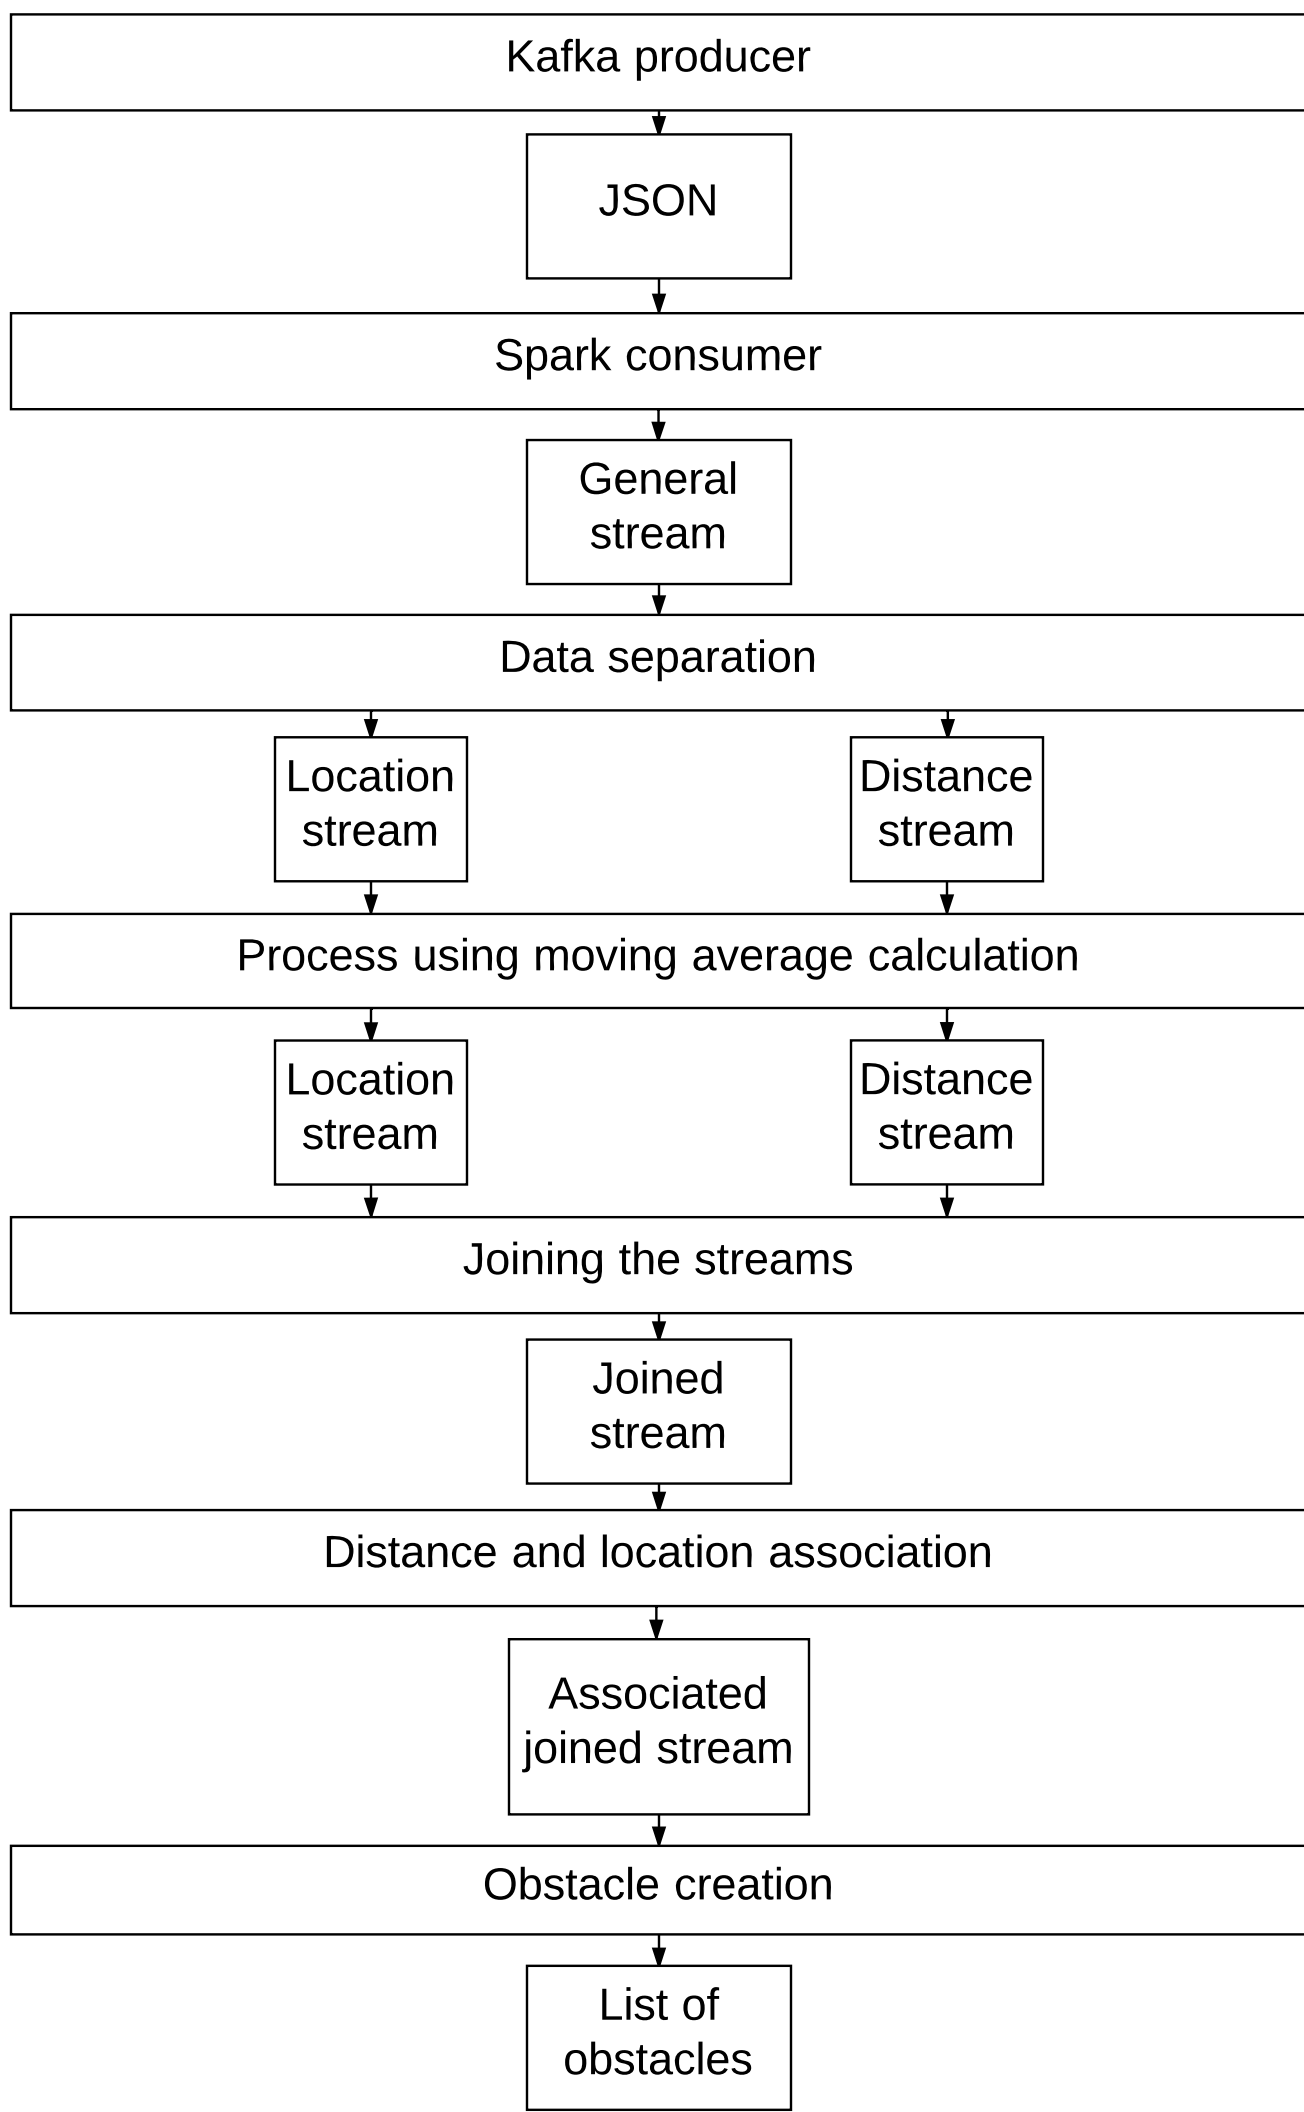 Kafka producer
JSON
Spark consumer
General
stream
Data separation
Location
stream
Distance
stream
Process using moving average calculation
Location
stream
Distance
stream
Joining the streams
Joined
stream
Distance and location association
Associated
joined stream
Obstacle creation
List of
obstacles